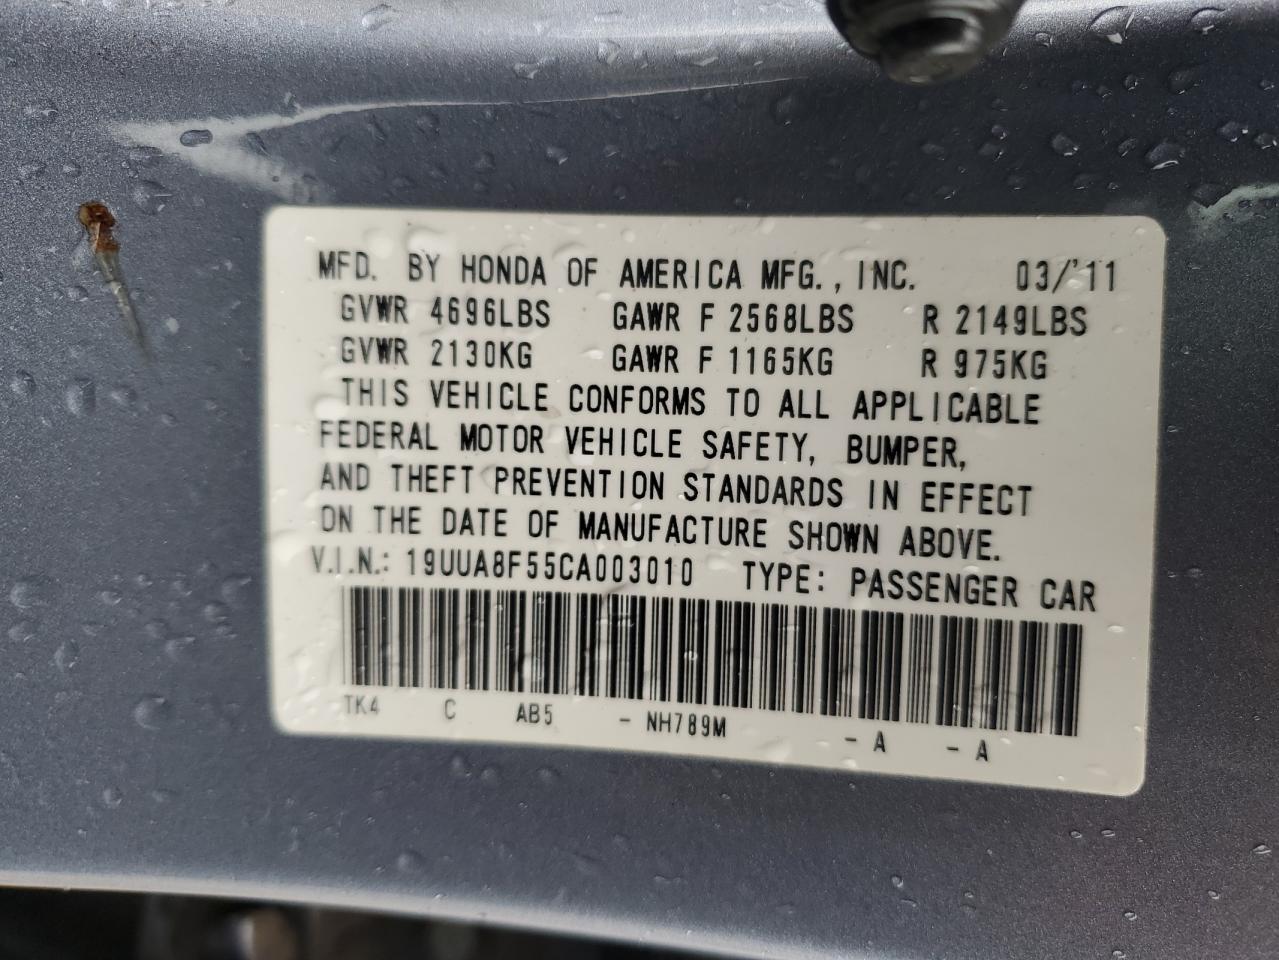 MFD. BY HONDA OF AMERICA MFG., INC. 03/'11
GVWR 4696LBS GAWR F 2568LBS R 2149LBS
GVWR 2130KG GAWR F 1165KG R 975KG
THIS VEHICLE CONFORMS TO ALL APPLICABLE
FEDERAL MOTOR VEHICLE SAFETY, BUMPER,
AND THEFT PREVENTION STANDARDS IN EFFECT
ON THE DATE OF MANUFACTURE SHOWN ABOVE.
V.I.N.: 19UUA8F55CA003010 TYPE: PASSENGER CAR
TK4 C AB5 - NH789M - A - A